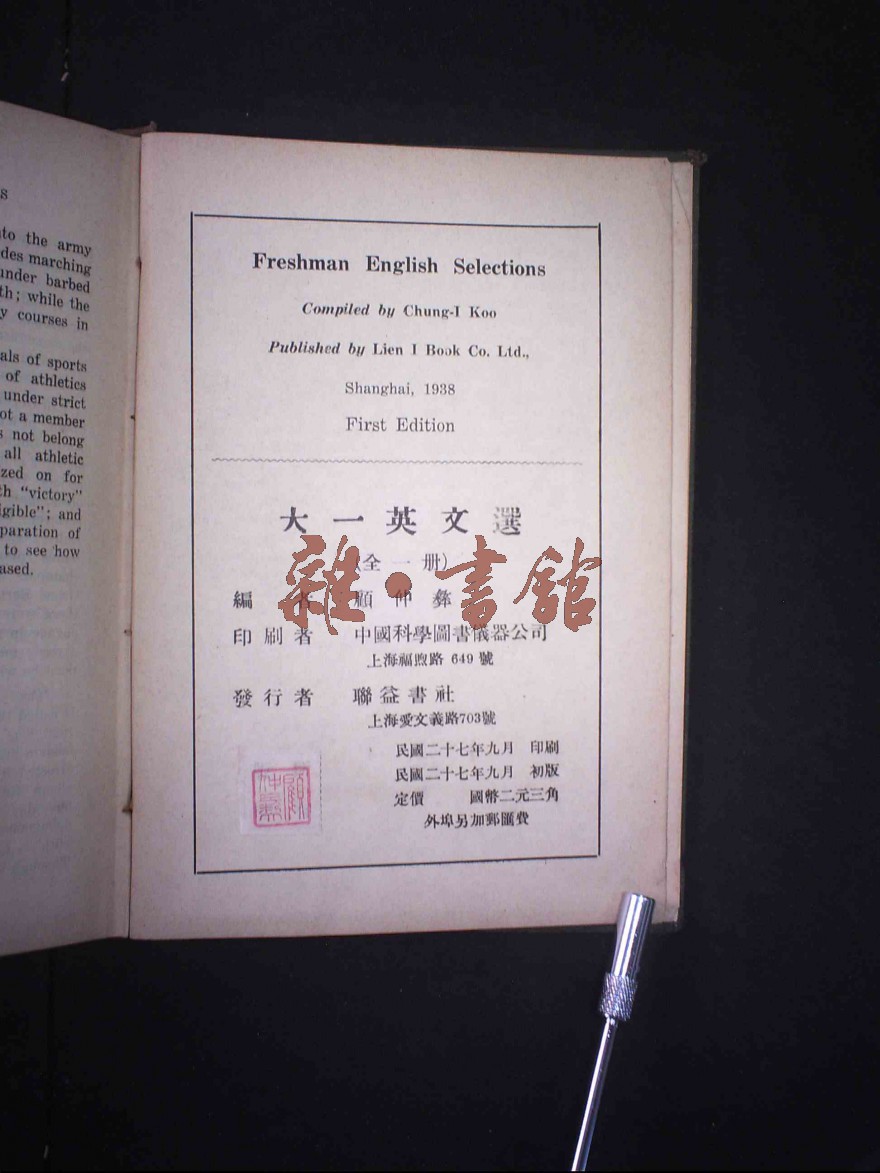 s
to the army
des marching
under barbed
th; while the
y courses in
als of sports
of athletics
under strict
ot a member
s not belong
all athletic
zed on for
th "victory"
igible"; and
paration of
to see how
ased.
Freshman English Selections
Compiled by Chung-I Koo
Published by Lien I Book Co. Ltd.,
Shanghai, 1938
First Edition
大一英文選
(全一册)
編者 顧仲彝
印刷者 中國科學圖書儀器公司
上海福煦路 649 號
發行者 聯益書社
上海愛文義路703號
民國二十七年九月 印刷
民國二十七年九月 初版
定價 國幣二元三角
外埠另加郵匯費
顧仲彝
雜·書館